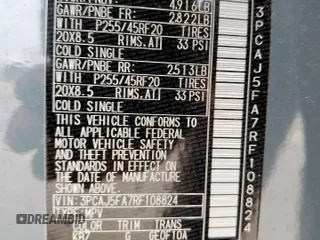 4916LB
GAWR/PNBE FR: 2822LB
WITH P255/45RF20 TIRES
20X8.5 RIMS,AT 33 PSI
COLD SINGLE
GAWR/PNBE RR: 2513LB
WITH P255/45RF20 TIRES
20X8.5 RIMS,AT 33 PSI
COLD SINGLE
THIS VEHICLE CONFORMS TO
ALL APPLICABLE FEDERAL
MOTOR VEHICLE SAFETY
AND THEFT PREVENTION
STANDARDS IN EFFECT ON
THE DATE OF MANUFACTURE
SHOWN ABOVE.
VIN:3PCAJ5FA7RF108824
MPV
COLOR TRIM TRANS
G GEOFT0A
3PCAJ5FA7RF108824
DREAMBID